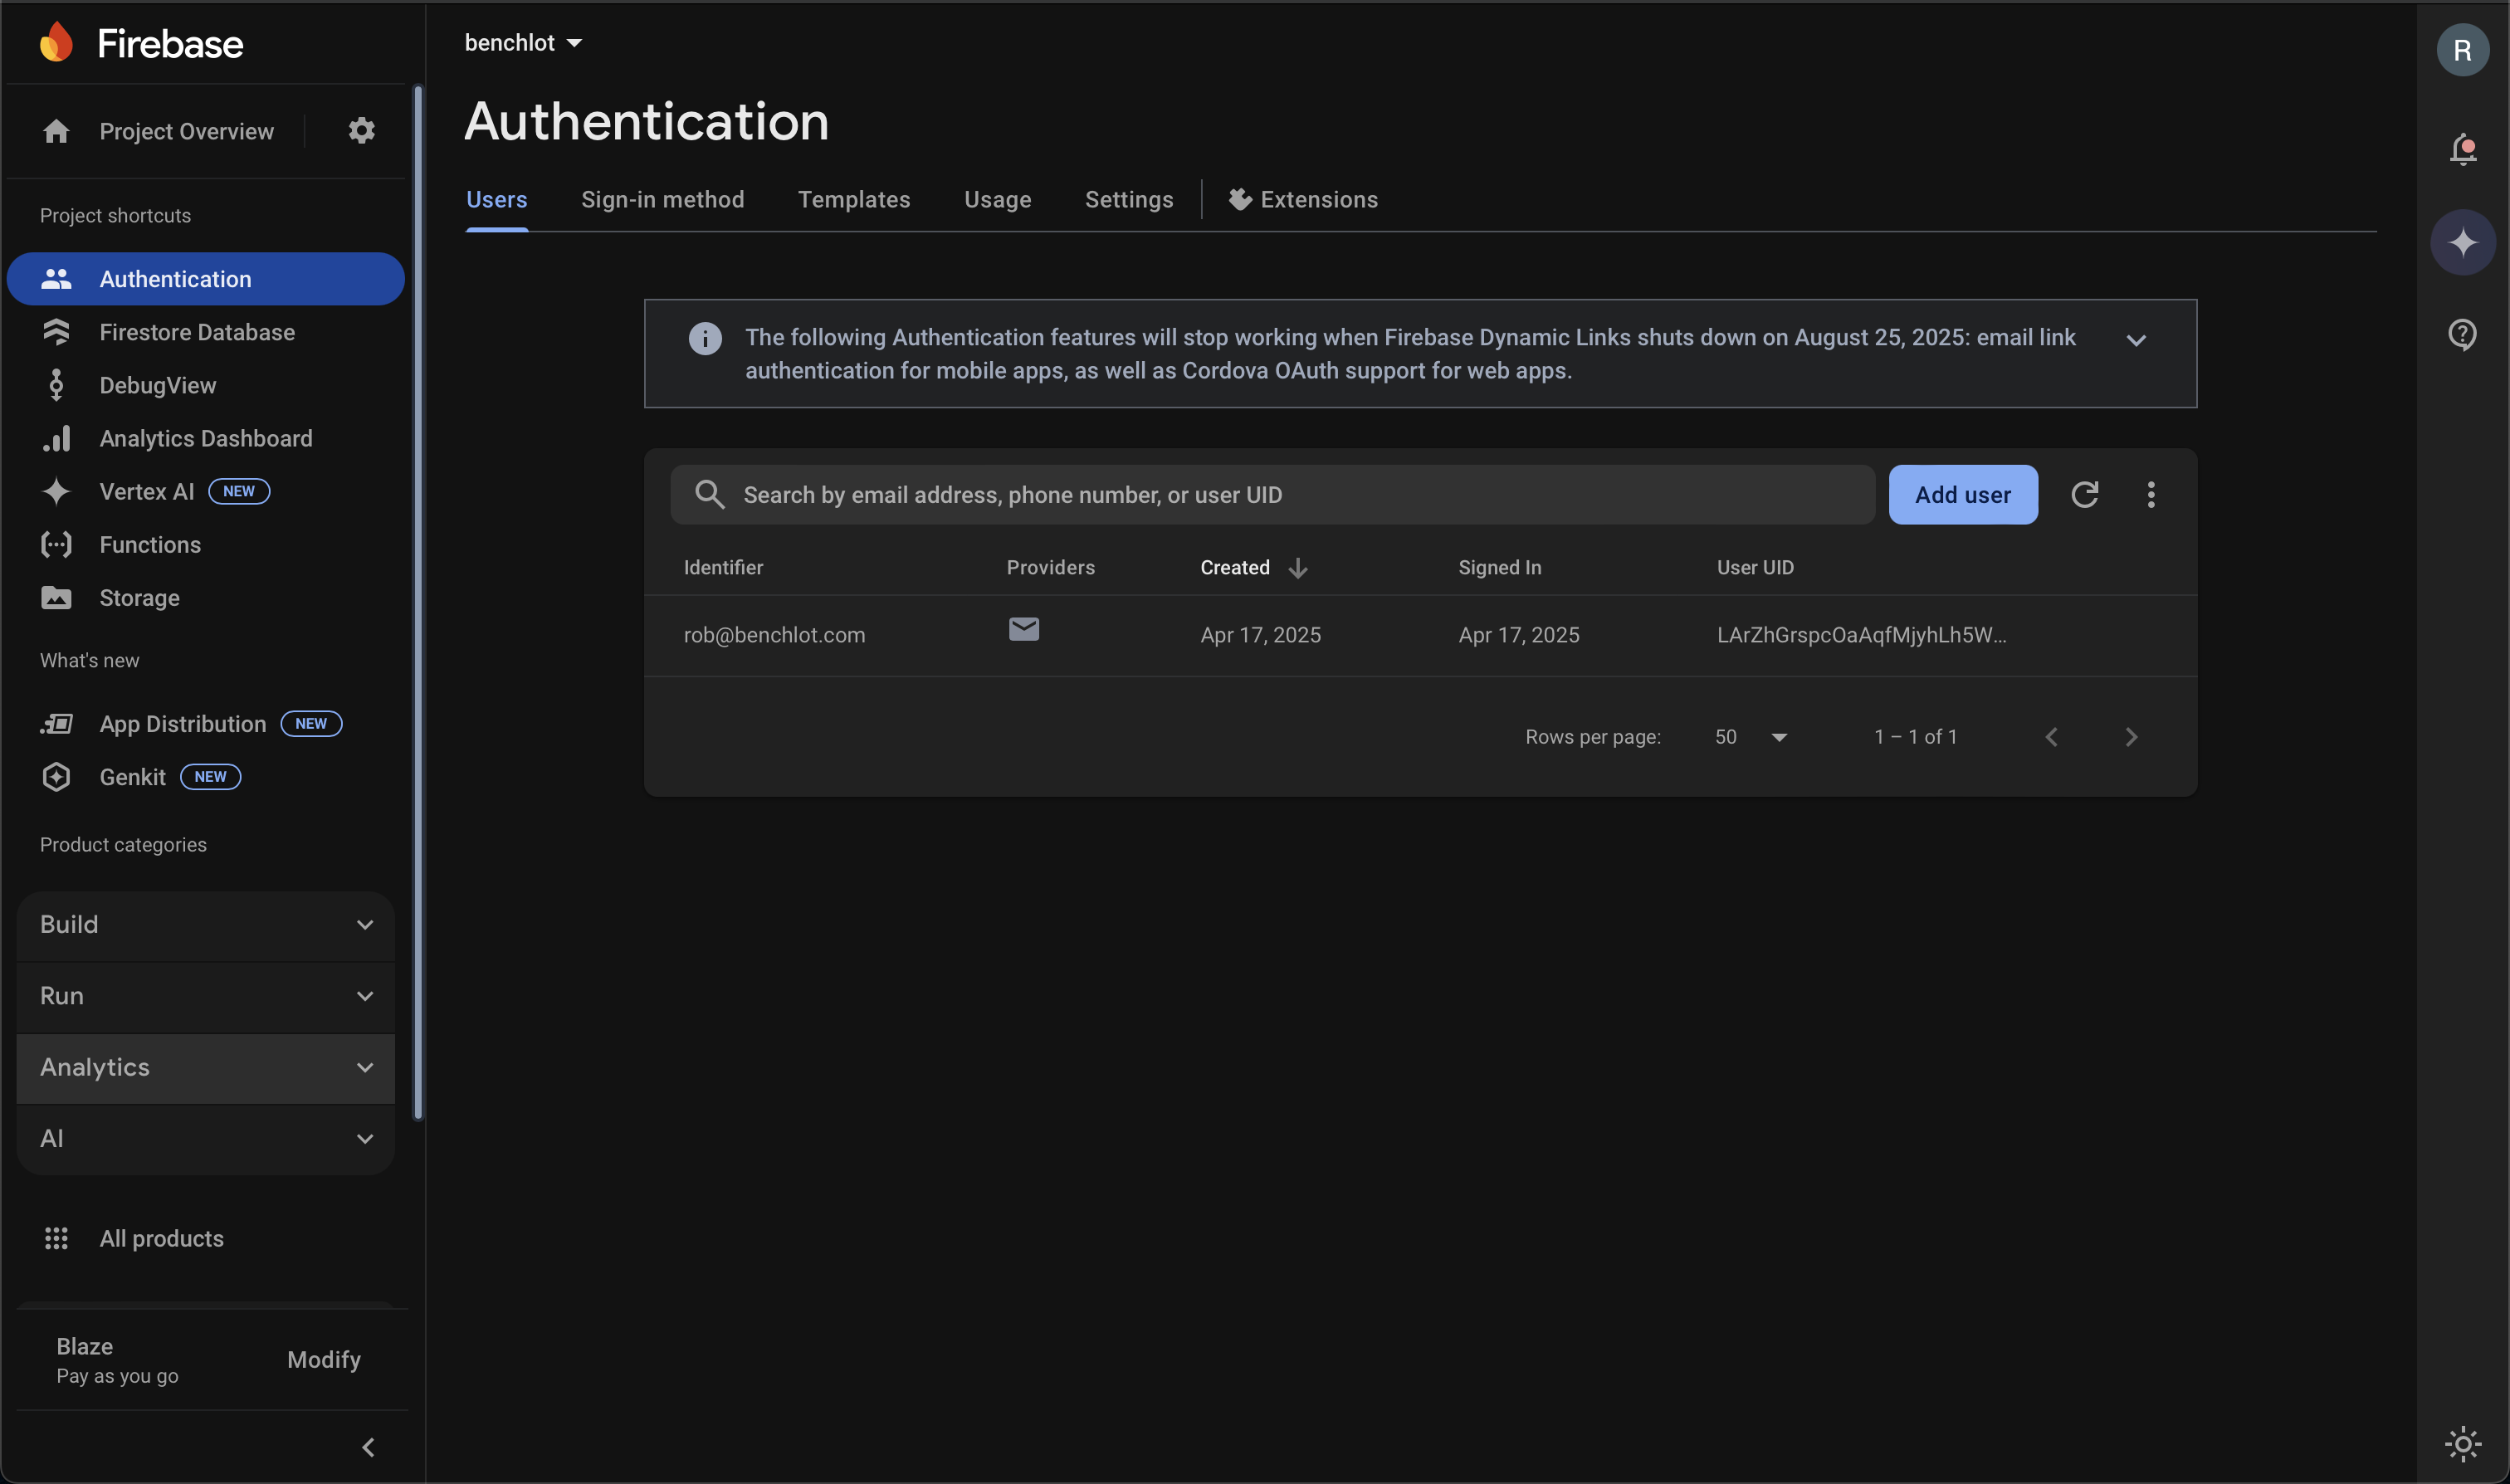 Firebase
Project Overview
Project shortcuts
Authentication
Firestore Database
DebugView
Analytics Dashboard
Vertex AI NEW
Functions
Storage
What's new
App Distribution NEW
Genkit NEW
Product categories
Build
Run
Analytics
AI
All products
Blaze
Pay as you go
Modify
benchlot
Authentication
Users Sign-in method Templates Usage Settings Extensions
The following Authentication features will stop working when Firebase Dynamic Links shuts down on August 25, 2025: email link
authentication for mobile apps, as well as Cordova OAuth support for web apps.
Search by email address, phone number, or user UID
Add user
Identifier Providers Created Signed In User UID
rob@benchlot.com Apr 17, 2025 Apr 17, 2025 LArZhGrspcOaAqfMjyhLh5W...
Rows per page: 50 1 – 1 of 1
R